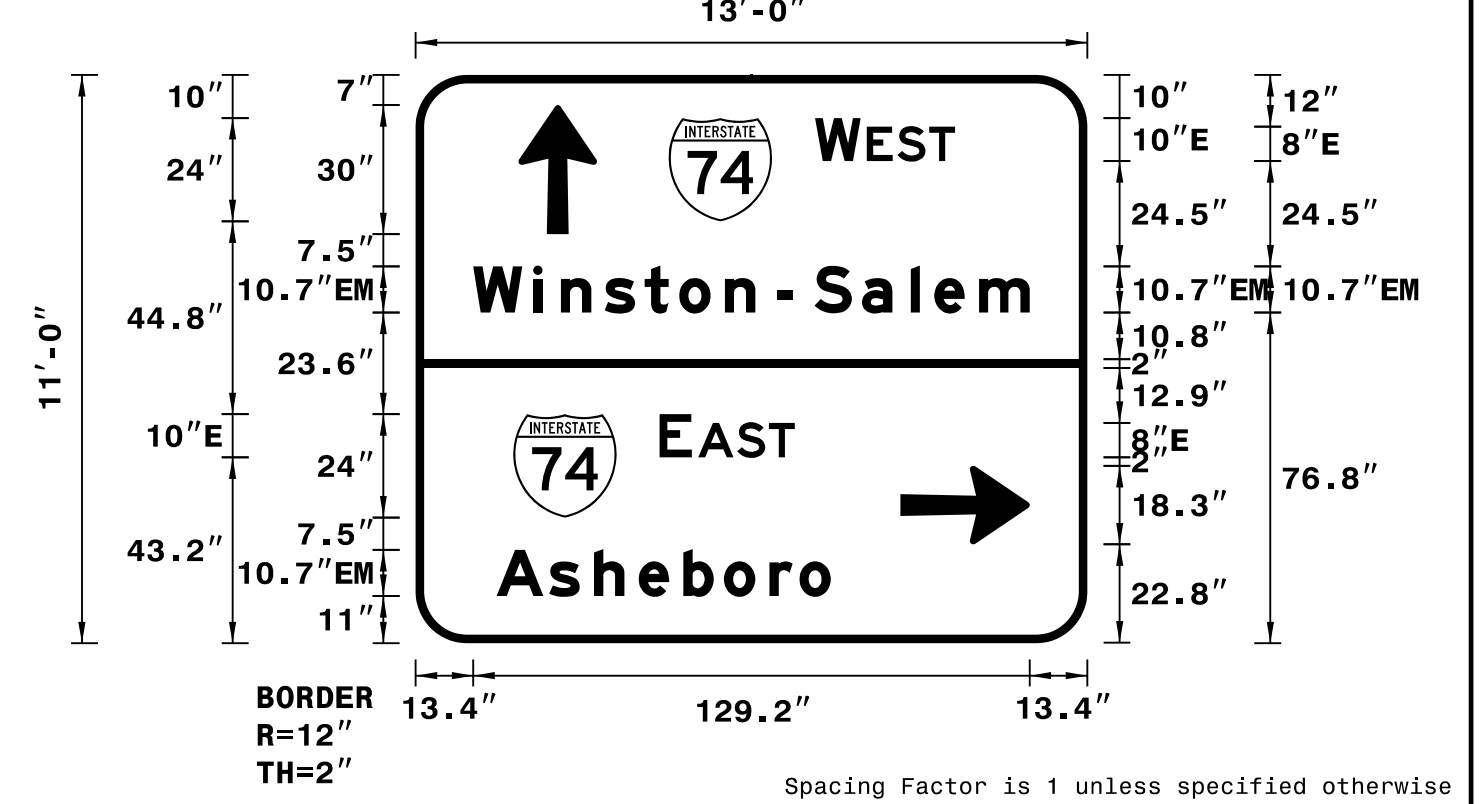 13'-0"
10" 7" 10" 12"
24" 30" 10"E 8"E
INTERSTATE
74
WEST
24.5" 24.5"
7.5"
10.7"EM 10.7"EM 10.7"EM
Winston-Salem
11'-0"
44.8"
23.6" 10.8"
2"
12.9"
10"E 8"E
INTERSTATE
74
EAST
24" 2"
76.8"
18.3"
7.5"
43.2"
10.7"EM
Asheboro
11" 22.8"
BORDER
R=12"
TH=2"
13.4" 129.2" 13.4"
Spacing Factor is 1 unless specified otherwise